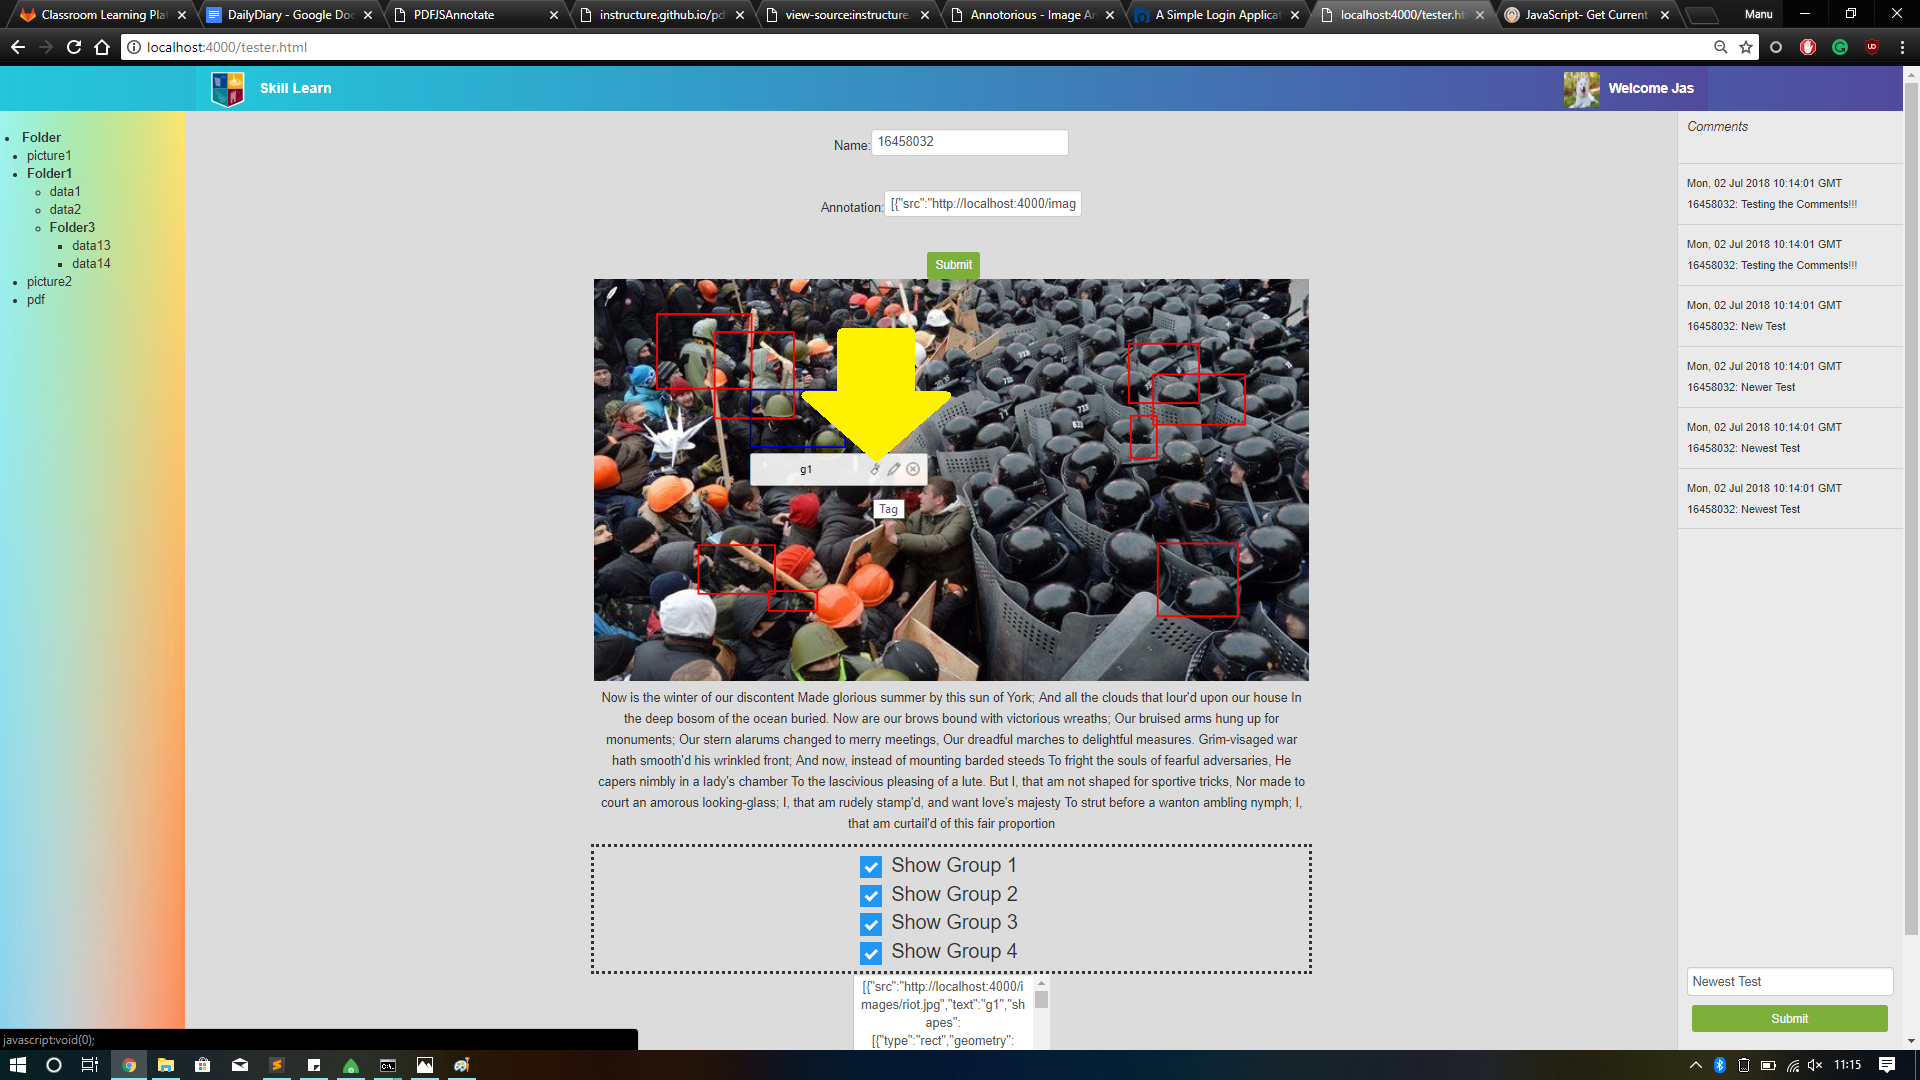 Classroom Learning Pla
DailyDiary - Google Do
PDFJSAnnotate
instructure.github.io/pd
view-source:instructure.
Annotorious - Image A
A Simple Login Applica
localhost:4000/tester.h
JavaScript- Get Current
Manu
localhost:4000/tester.html
Skill Learn
Welcome Jas
Folder
picture1
Folder1
data1
data2
Folder3
data13
data14
picture2
pdf
Name: 16458032
Annotation: [{"src":"http://localhost:4000/imag
Submit
g1
Tag
Now is the winter of our discontent Made glorious summer by this sun of York; And all the clouds that lour'd upon our house In
the deep bosom of the ocean buried. Now are our brows bound with victorious wreaths; Our bruised arms hung up for
monuments; Our stern alarums changed to merry meetings, Our dreadful marches to delightful measures. Grim-visaged war
hath smooth'd his wrinkled front; And now, instead of mounting barded steeds To fright the souls of fearful adversaries, He
capers nimbly in a lady's chamber To the lascivious pleasing of a lute. But I, that am not shaped for sportive tricks, Nor made to
court an amorous looking-glass; I, that am rudely stamp'd, and want love's majesty To strut before a wanton ambling nymph; I,
that am curtail'd of this fair proportion
Show Group 1
Show Group 2
Show Group 3
Show Group 4
[{"src":"http://localhost:4000/i
mages/riot.jpg","text":"g1","sh
apes":
[{"type":"rect","geometry":
Comments
Mon, 02 Jul 2018 10:14:01 GMT
16458032: Testing the Comments!!!
Mon, 02 Jul 2018 10:14:01 GMT
16458032: Testing the Comments!!!
Mon, 02 Jul 2018 10:14:01 GMT
16458032: New Test
Mon, 02 Jul 2018 10:14:01 GMT
16458032: Newer Test
Mon, 02 Jul 2018 10:14:01 GMT
16458032: Newest Test
Mon, 02 Jul 2018 10:14:01 GMT
16458032: Newest Test
Newest Test
Submit
javascript:void(0);
11:15